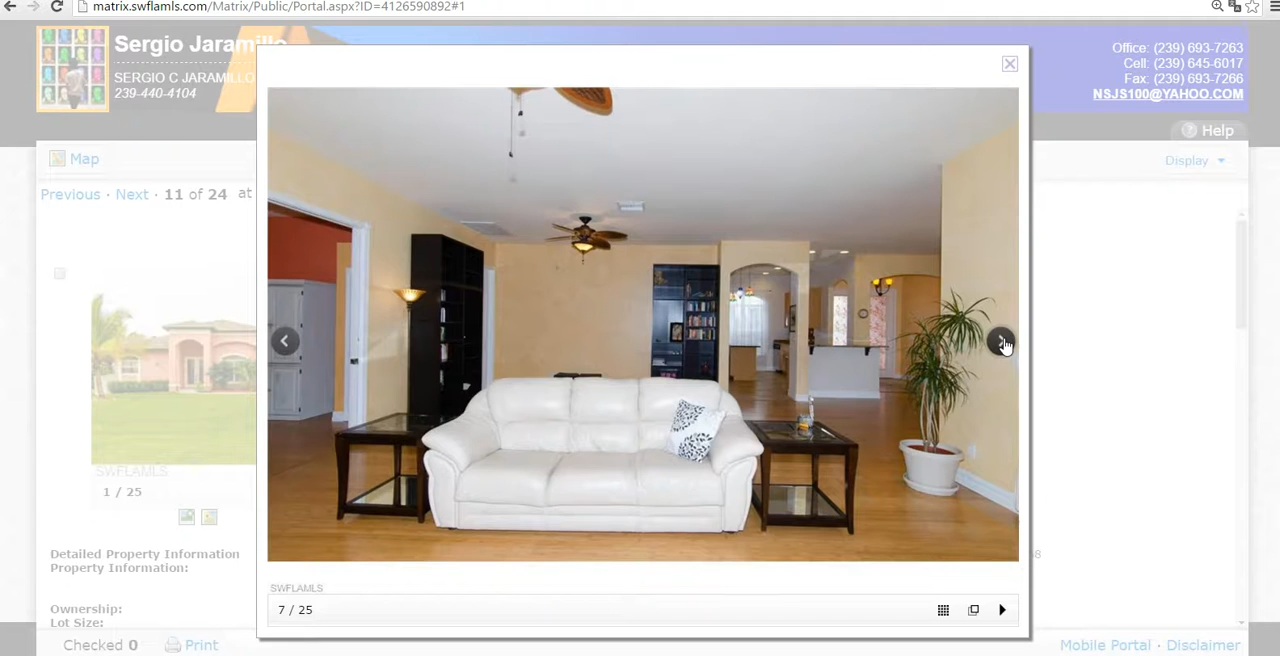 matrix.swflamls.com/Matrix/Public/Portal.aspx?ID=4126590892#1
Sergio Jaramillo
SERGIO C JARAMILLO
239-440-4104
Office: (239) 693-7263
Cell: (239) 645-6017
Fax: (239) 693-7266
NSJS100@YAHOO.COM
Help
Map
Display
Previous · Next · 11 of 24 at
SWFLAMLS
1 / 25
Detailed Property Information
Property Information:
Ownership:
Lot Size:
SWFLAMLS
7 / 25
Checked 0 Print
Mobile Portal · Disclaimer